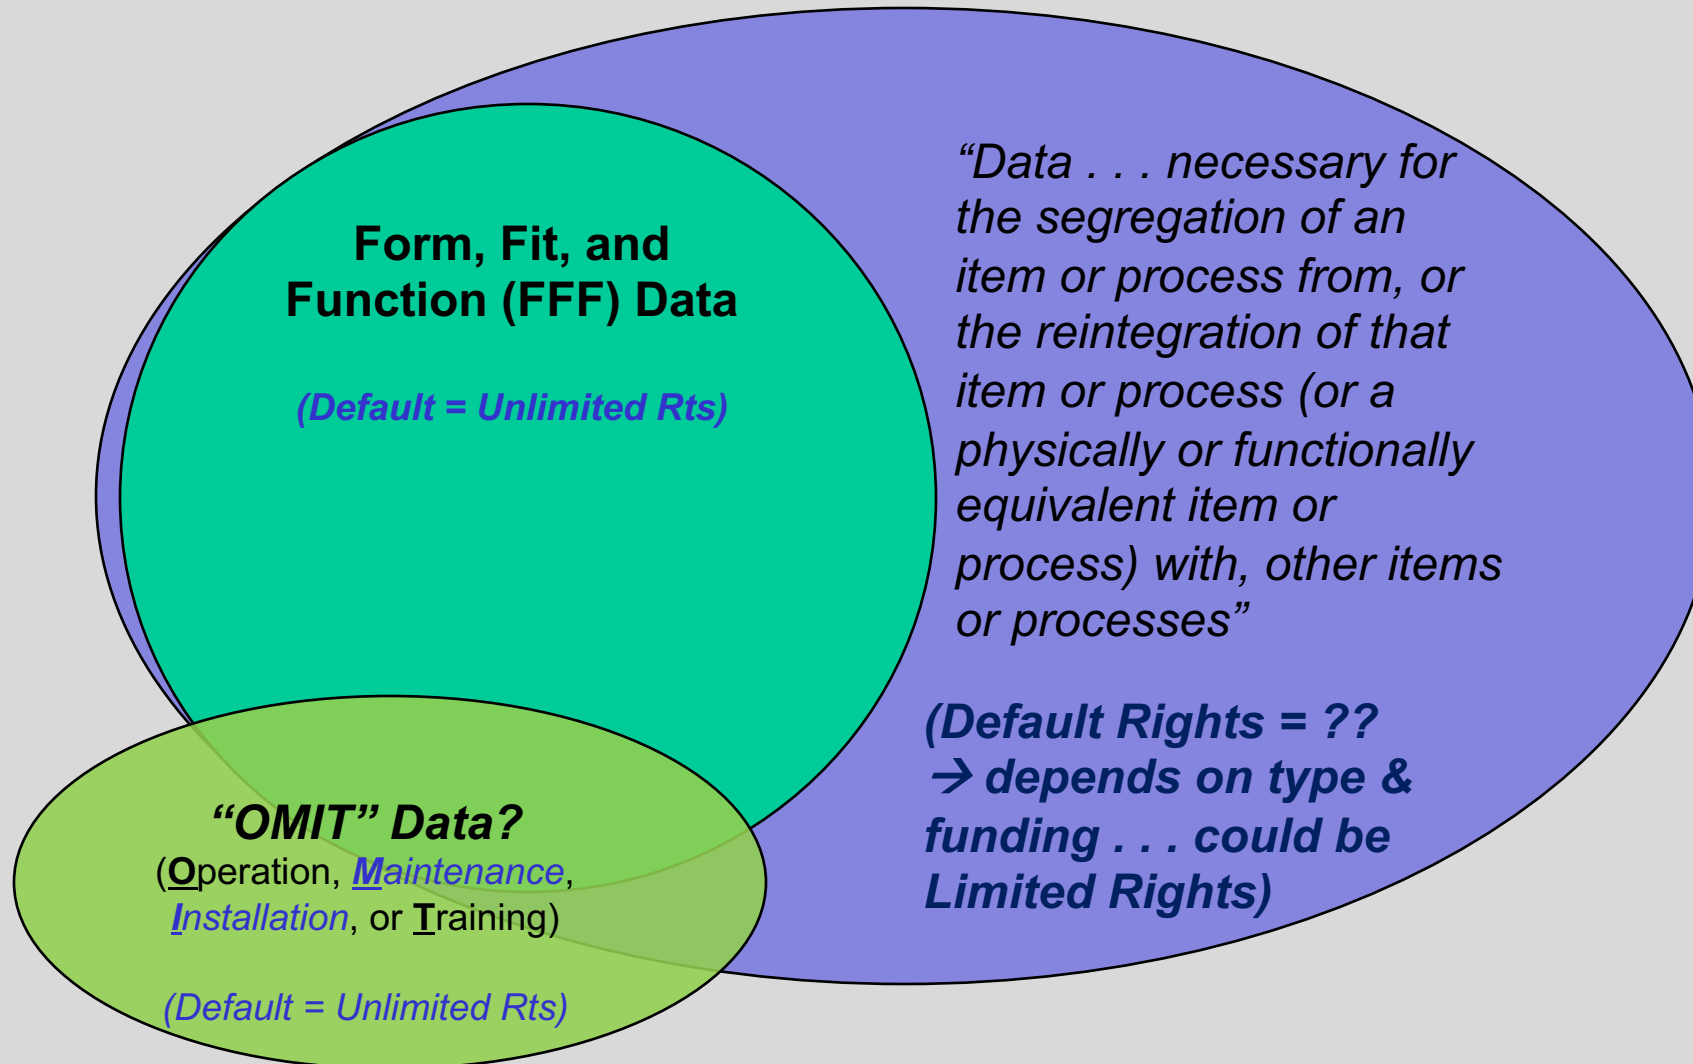 Form, Fit, and
Function (FFF) Data
(Default = Unlimited Rts)
“Data . . . necessary for
the segregation of an
item or process from, or
the reintegration of that
item or process (or a
physically or functionally
equivalent item or
process) with, other items
or processes”
(Default Rights = ??
→ depends on type &
funding . . . could be
Limited Rights)
“OMIT” Data?
(Operation, Maintenance,
Installation, or Training)
(Default = Unlimited Rts)